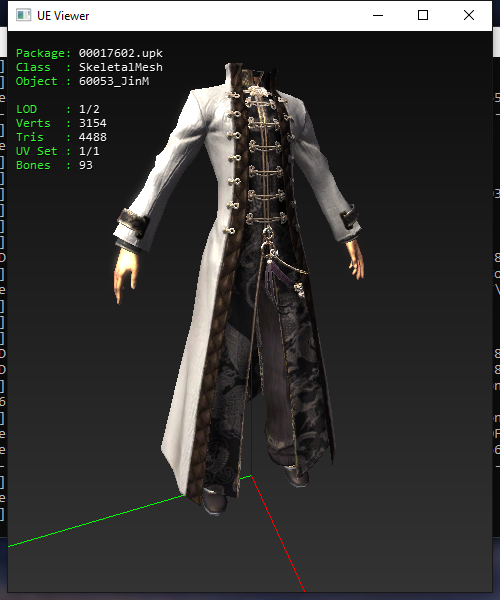 UE Viewer
Package: 00017602.upk
Class : SkeletalMesh
Object : 60053_JinM
LOD : 1/2
Verts : 3154
Tris : 4488
UV Set : 1/1
Bones : 93